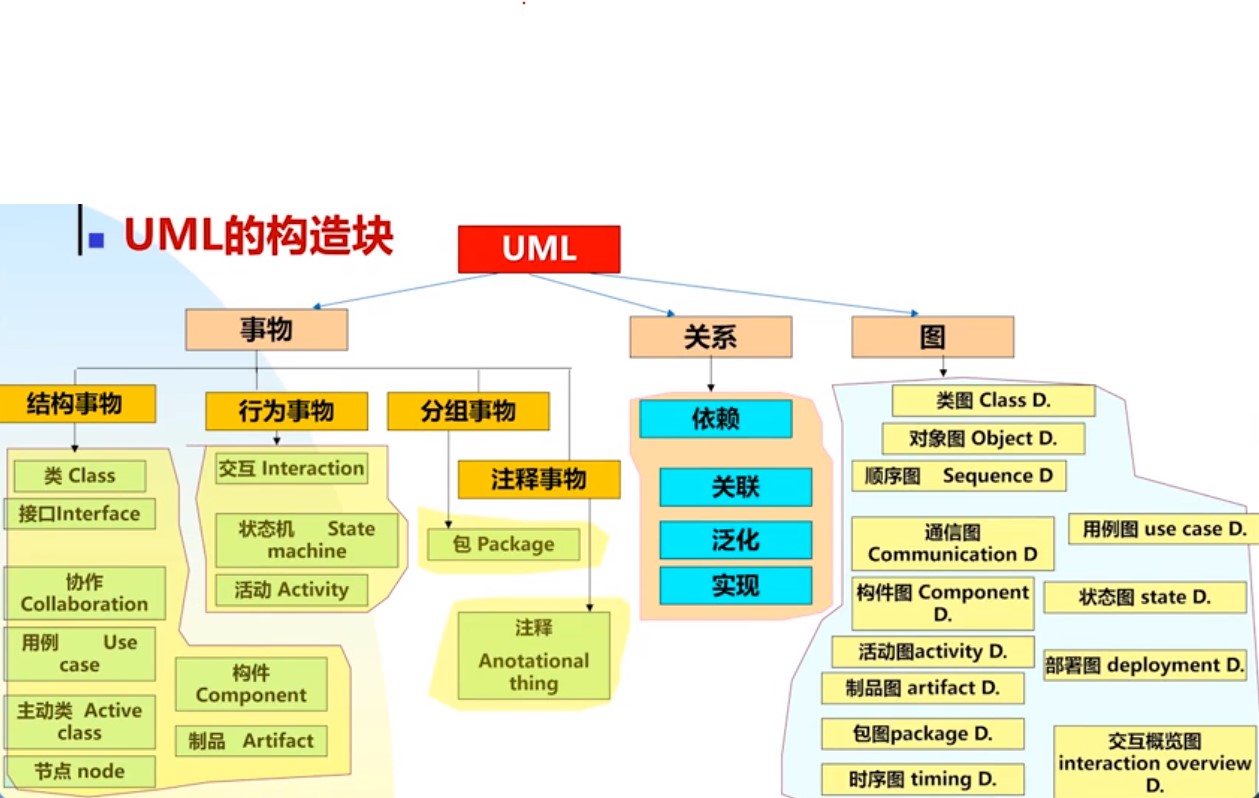 UML的构造块
UML
事物
关系
图
结构事物
行为事物
分组事物
注释事物
类 Class
接口Interface
协作
Collaboration
用例 Use
case
主动类 Active
class
节点 node
构件
Component
制品 Artifact
交互 Interaction
状态机 State
machine
活动 Activity
包 Package
注释
Anotational
thing
依赖
关联
泛化
实现
类图 Class D.
对象图 Object D.
顺序图 Sequence D
通信图
Communication D
用例图 use case D.
构件图 Component
D.
状态图 state D.
活动图activity D.
部署图 deployment D.
制品图 artifact D.
包图package D.
交互概览图
interaction overview
D.
时序图 timing D.